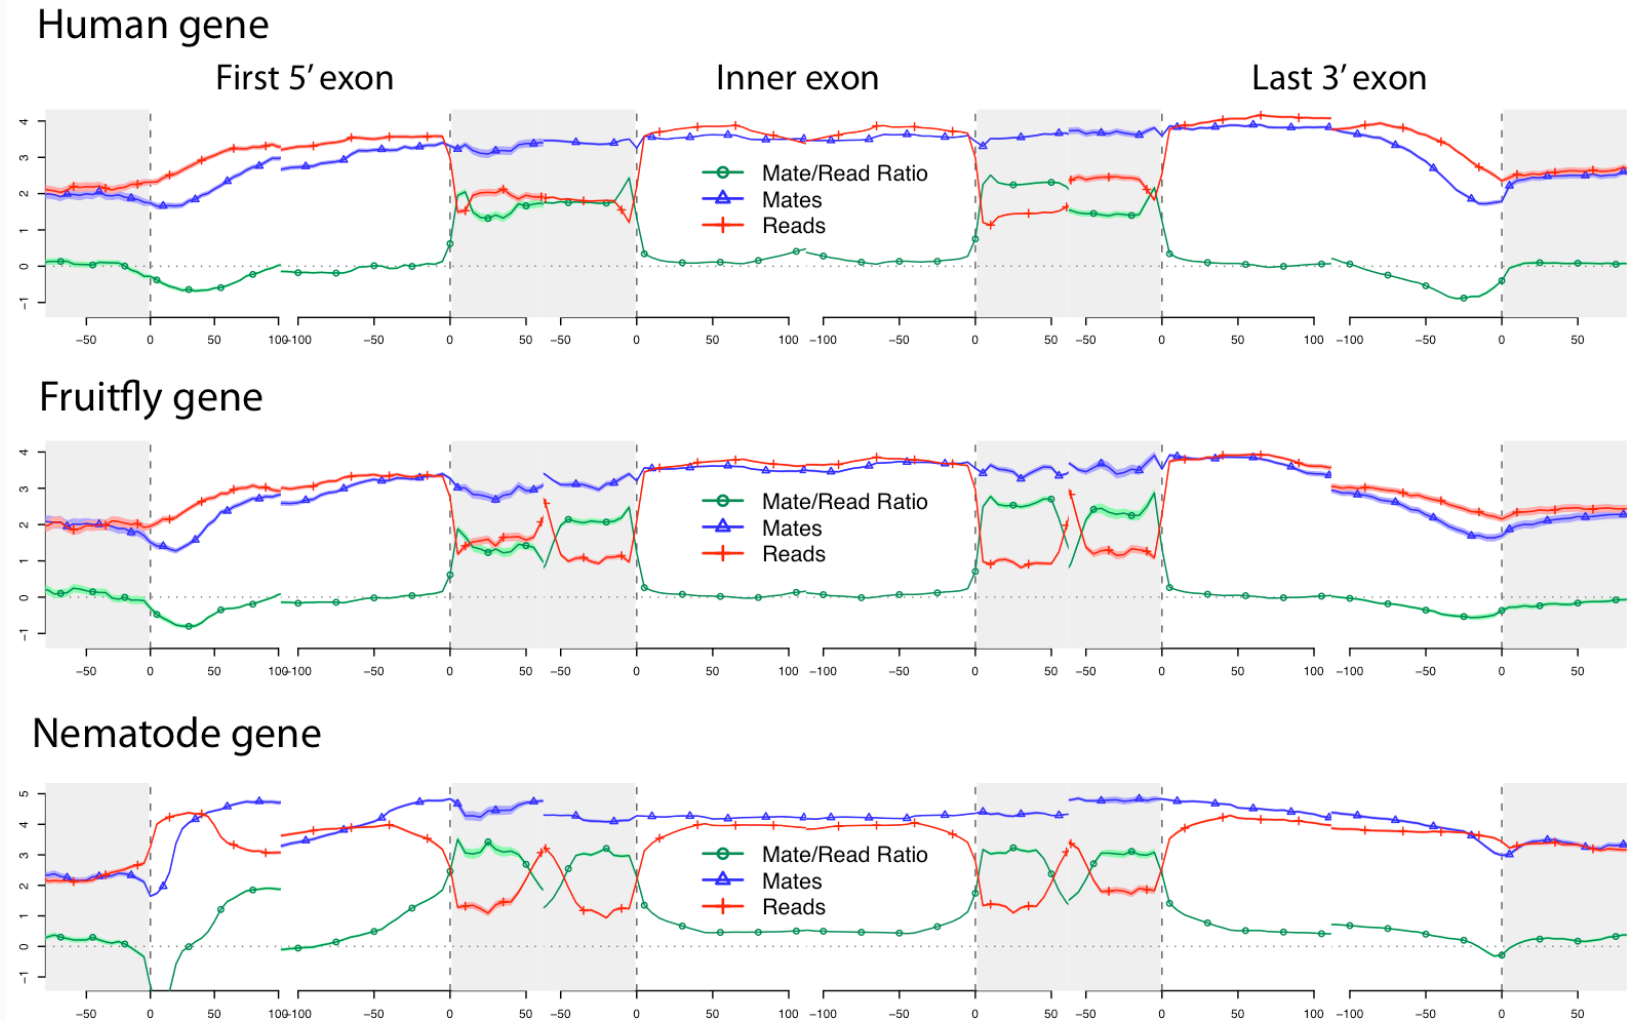 Human gene
First 5’ exon Inner exon Last 3’ exon
4
3
2
1
0
−1
Mate/Read Ratio
Mates
Reads
−50 0 50 100 −100 −50 0 50 −50 0 50 100 −100 −50 0 50 −50 0 50 100 −100 −50 0 50
Fruitfly gene
4
3
2
1
0
−1
Mate/Read Ratio
Mates
Reads
−50 0 50 100 −100 −50 0 50 −50 0 50 100 −100 −50 0 50 −50 0 50 100 −100 −50 0 50
Nematode gene
5
4
3
2
1
0
−1
Mate/Read Ratio
Mates
Reads
−50 0 50 100 −100 −50 0 50 −50 0 50 100 −100 −50 0 50 −50 0 50 100 −100 −50 0 50